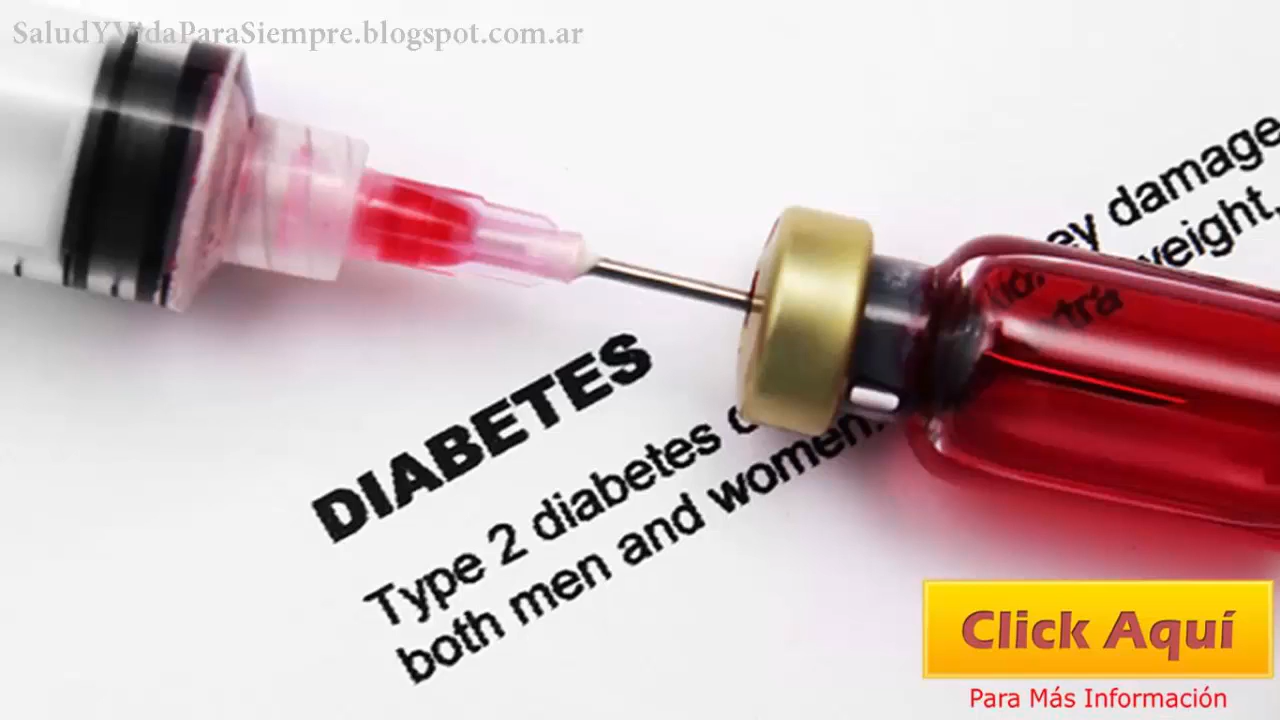 SaludYVidaParaSiempre.blogspot.com.ar
damage
weight,
DIABETES
Type 2 diabetes
both men and women,
Click Aquí
Para Más Información